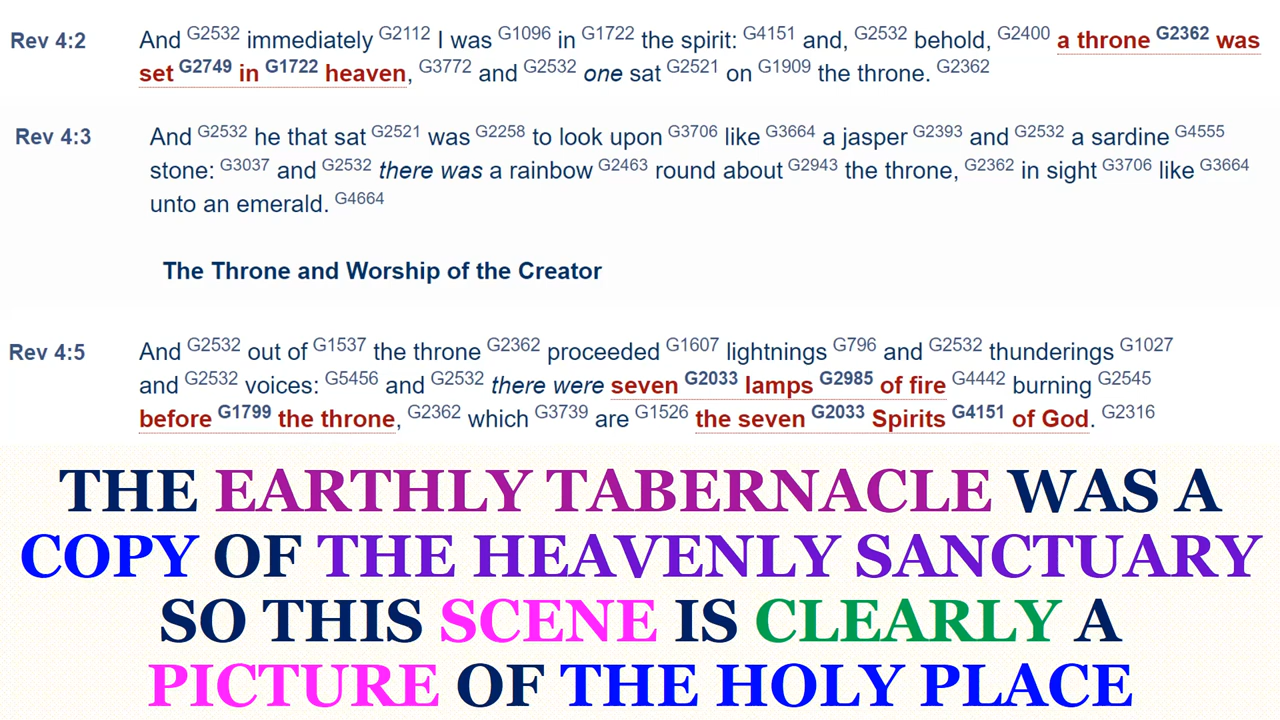 Rev 4:2 And G2532 immediately G2112 I was G1096 in G1722 the spirit: G4151 and, G2532 behold, G2400 a throne G2362 was
set G2749 in G1722 heaven, G3772 and G2532 one sat G2521 on G1909 the throne. G2362
Rev 4:3 And G2532 he that sat G2521 was G2258 to look upon G3706 like G3664 a jasper G2393 and G2532 a sardine G4555
stone: G3037 and G2532 there was a rainbow G2463 round about G2943 the throne, G2362 in sight G3706 like G3664
unto an emerald. G4664
The Throne and Worship of the Creator
Rev 4:5 And G2532 out of G1537 the throne G2362 proceeded G1607 lightnings G796 and G2532 thunderings G1027
and G2532 voices: G5456 and G2532 there were seven G2033 lamps G2985 of fire G4442 burning G2545
before G1799 the throne, G2362 which G3739 are G1526 the seven G2033 Spirits G4151 of God. G2316
THE EARTHLY TABERNACLE WAS A
COPY OF THE HEAVENLY SANCTUARY
SO THIS SCENE IS CLEARLY A
PICTURE OF THE HOLY PLACE